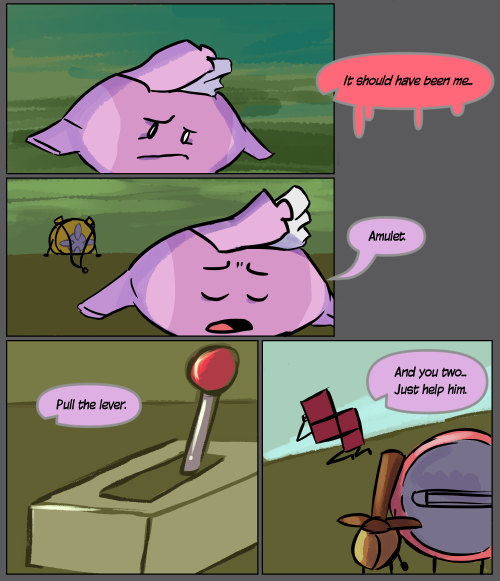 It should have been me...
Amulet.
Pull the lever.
And you two...
Just help him.